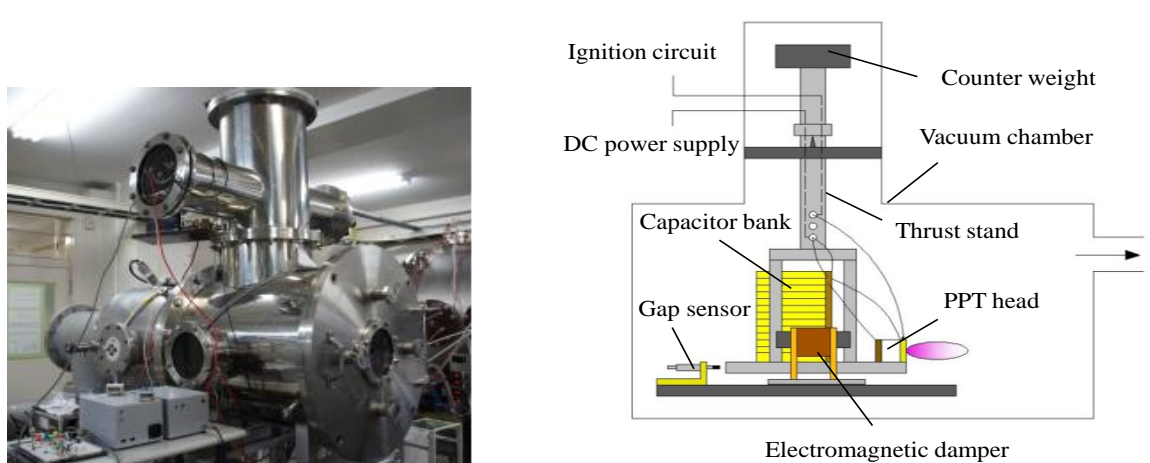 Ignition circuit
Counter weight
DC power supply
Vacuum chamber
Capacitor bank
Thrust stand
Gap sensor
PPT head
Electromagnetic damper